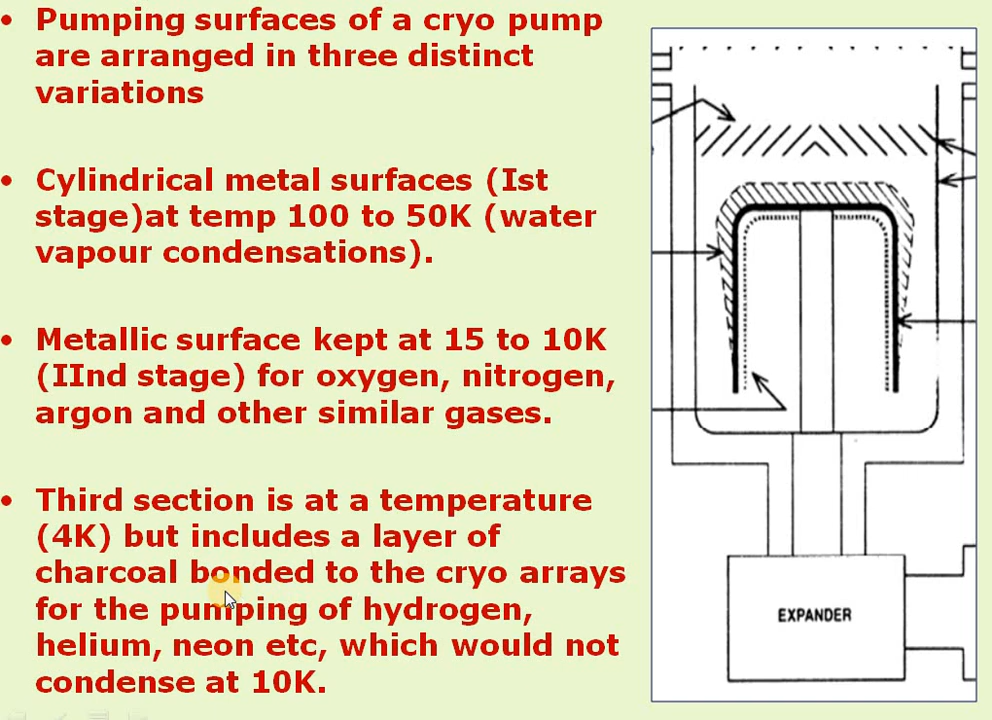 • Pumping surfaces of a cryo pump
are arranged in three distinct
variations
• Cylindrical metal surfaces (Ist
stage)at temp 100 to 50K (water
vapour condensations).
• Metallic surface kept at 15 to 10K
(IInd stage) for oxygen, nitrogen,
argon and other similar gases.
• Third section is at a temperature
(4K) but includes a layer of
charcoal bonded to the cryo arrays
for the pumping of hydrogen,
helium, neon etc, which would not
condense at 10K.
EXPANDER